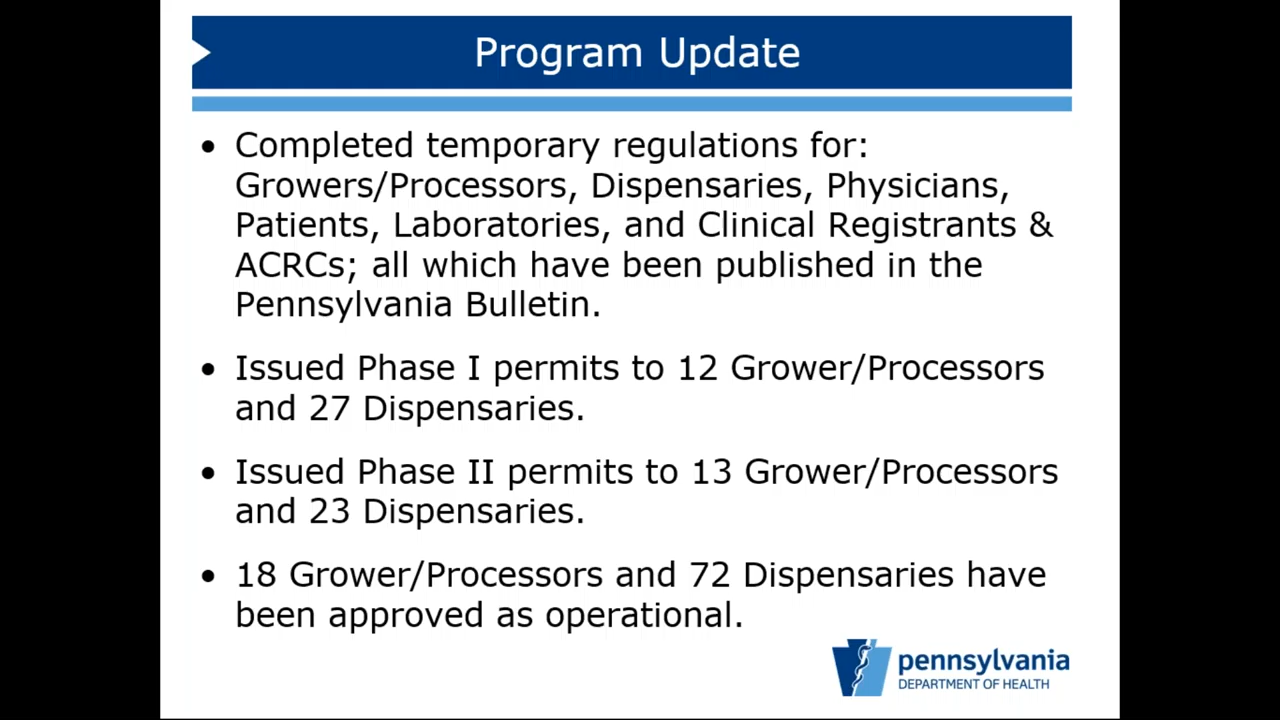 Program Update
• Completed temporary regulations for:
Growers/Processors, Dispensaries, Physicians,
Patients, Laboratories, and Clinical Registrants &
ACRCs; all which have been published in the
Pennsylvania Bulletin.
• Issued Phase I permits to 12 Grower/Processors
and 27 Dispensaries.
• Issued Phase II permits to 13 Grower/Processors
and 23 Dispensaries.
• 18 Grower/Processors and 72 Dispensaries have
been approved as operational.
pennsylvania
DEPARTMENT OF HEALTH